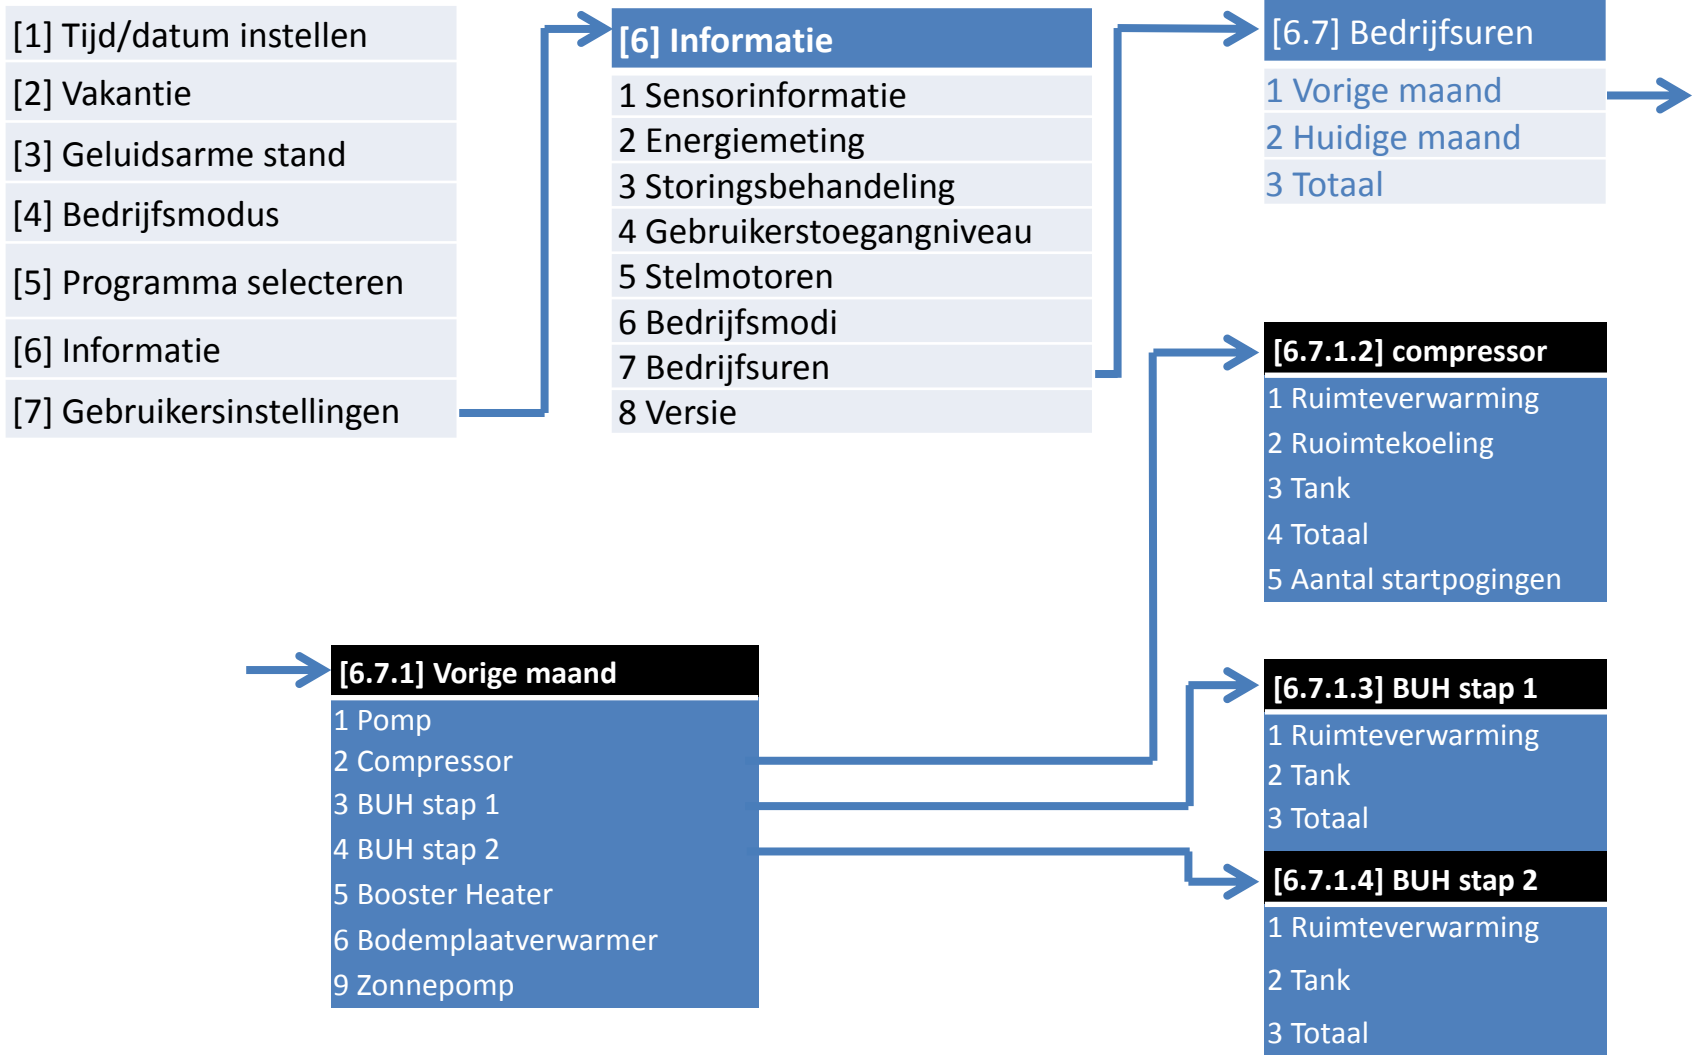 [1] Tijd/datum instellen
[2] Vakantie
[3] Geluidsarme stand
[4] Bedrijfsmodus
[5] Programma selecteren
[6] Informatie
[7] Gebruikersinstellingen
[6] Informatie
1 Sensorinformatie
2 Energiemeting
3 Storingsbehandeling
4 Gebruikerstoegangniveau
5 Stelmotoren
6 Bedrijfsmodi
7 Bedrijfsuren
8 Versie
[6.7] Bedrijfsuren
1 Vorige maand
2 Huidige maand
3 Totaal
[6.7.1.2] compressor
1 Ruimteverwarming
2 Ruoimtekoeling
3 Tank
4 Totaal
5 Aantal startpogingen
[6.7.1] Vorige maand
1 Pomp
2 Compressor
3 BUH stap 1
4 BUH stap 2
5 Booster Heater
6 Bodemplaatverwarmer
9 Zonnepomp
[6.7.1.3] BUH stap 1
1 Ruimteverwarming
2 Tank
3 Totaal
[6.7.1.4] BUH stap 2
1 Ruimteverwarming
2 Tank
3 Totaal